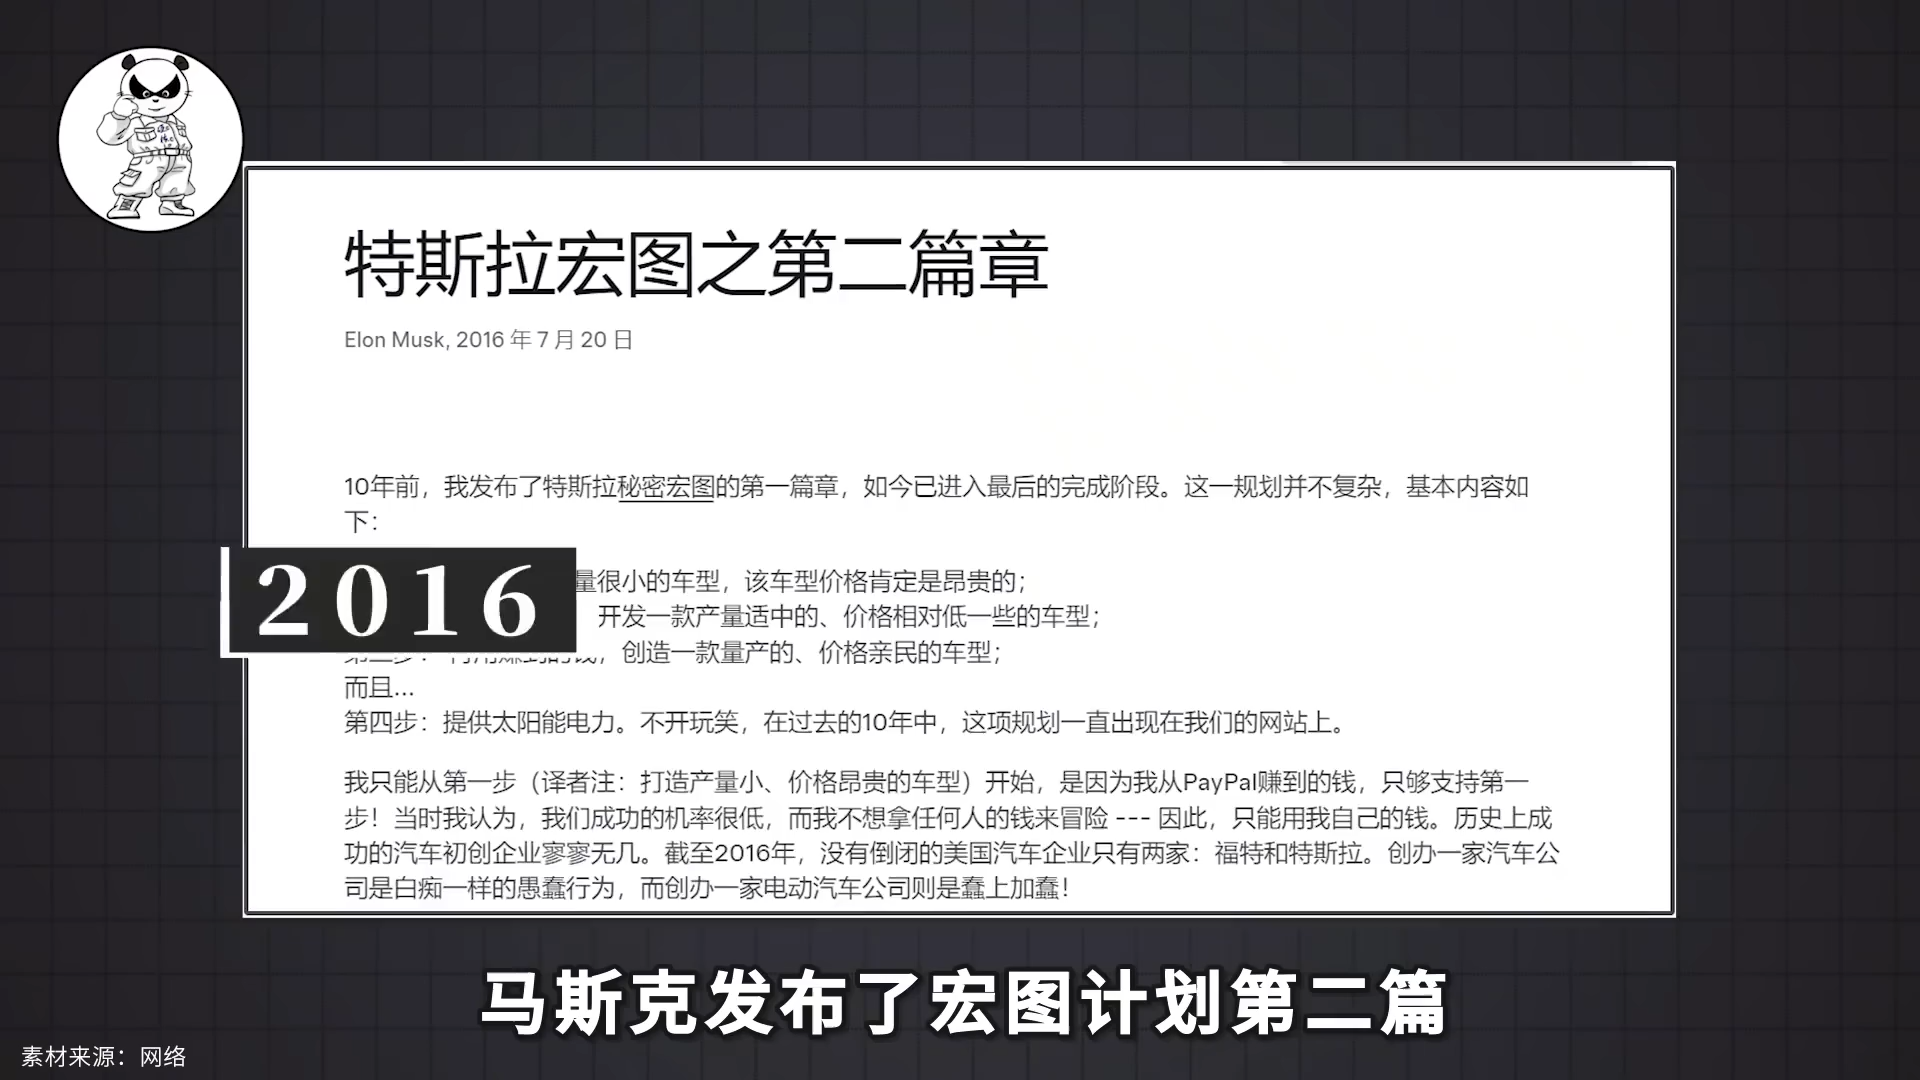 特斯拉宏图之第二篇章
Elon Musk, 2016 年 7 月 20 日
10年前，我发布了特斯拉秘密宏图的第一篇章，如今已进入最后的完成阶段。这一规划并不复杂，基本内容如
下：
量很小的车型，该车型价格肯定是昂贵的；
2016
开发一款产量适中的、价格相对低一些的车型；
创造一款量产的、价格亲民的车型；
而且...
第四步：提供太阳能电力。不开玩笑，在过去的10年中，这项规划一直出现在我们的网站上。
我只能从第一步（译者注：打造产量小、价格昂贵的车型）开始，是因为我从PayPal赚到的钱，只够支持第一
步！当时我认为，我们成功的机率很低，而我不想拿任何人的钱来冒险 --- 因此，只能用我自己的钱。历史上成
功的汽车初创企业寥寥无几。截至2016年，没有倒闭的美国汽车企业只有两家：福特和特斯拉。创办一家汽车公
司是白痴一样的愚蠢行为，而创办一家电动汽车公司则是蠢上加蠢！
马斯克发布了宏图计划第二篇
素材来源：网络